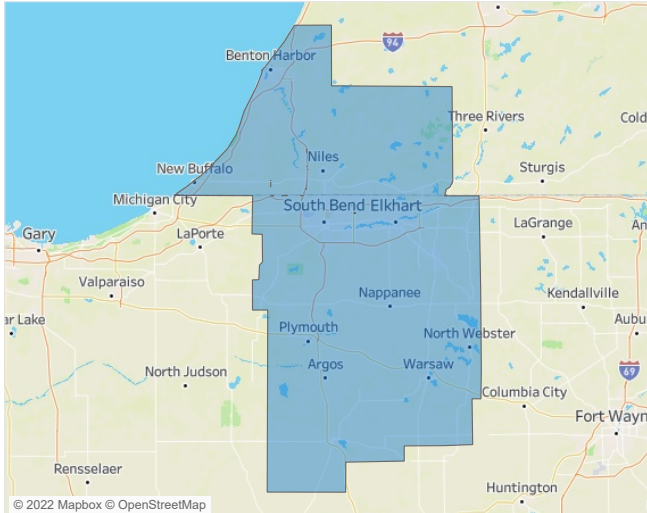 94
Benton Harbor
Three Rivers
Cold
Niles
New Buffalo
Sturgis
Michigan City
South Bend Elkhart
Gary
LaPorte
LaGrange
An
Valparaiso
Nappanee
Kendallville
ar Lake
Plymouth
North Webster
Aubu
North Judson
Argos
Warsaw
69
Columbia City
Fort Wayn
Rensselaer
Huntington
© 2022 Mapbox © OpenStreetMap